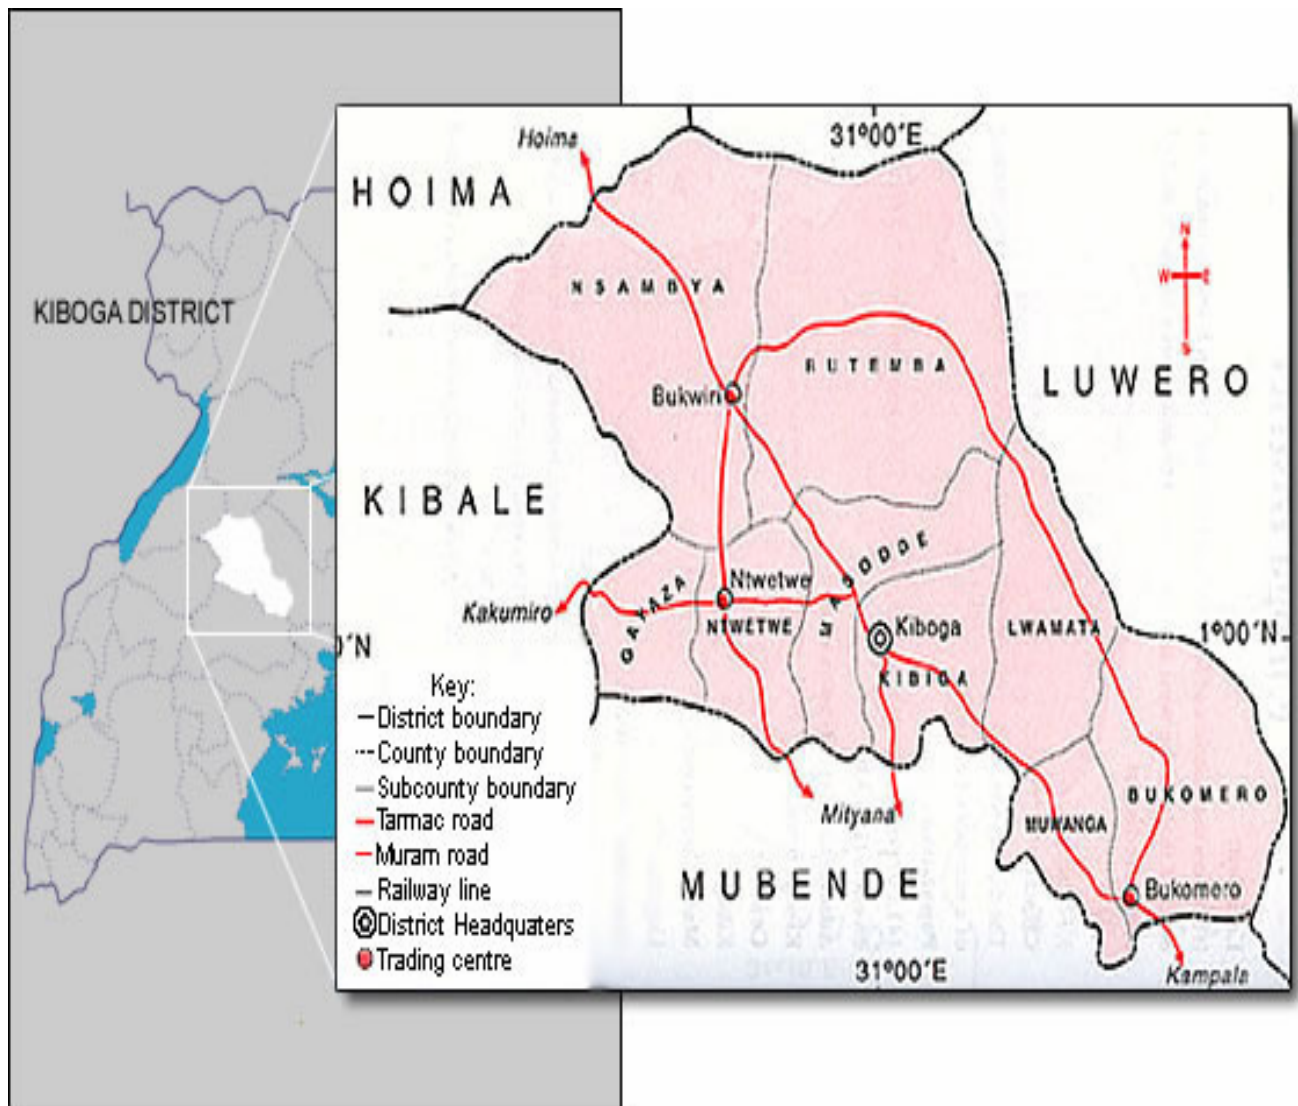 KIBOGA DISTRICT
Hoima
31°00'E
HOIMA
N
W E
S
NSAMBYA
RUTEMBA
LUWERO
Bukwiri
KIBALE
MASODDE
GAYAZA
Ntwetwe
Kakumiro
NTWETWE
Kiboga
LWAMATA
1°00'N
0'N
KIBIGA
Key:
District boundary
County boundary
Subcounty boundary
Tarmac road
Muram road
Railway line
District Headquaters
Trading centre
Mityana
BUKOMERO
MUWANGA
MUBENDE
Bukomero
31°00'E
Kampala